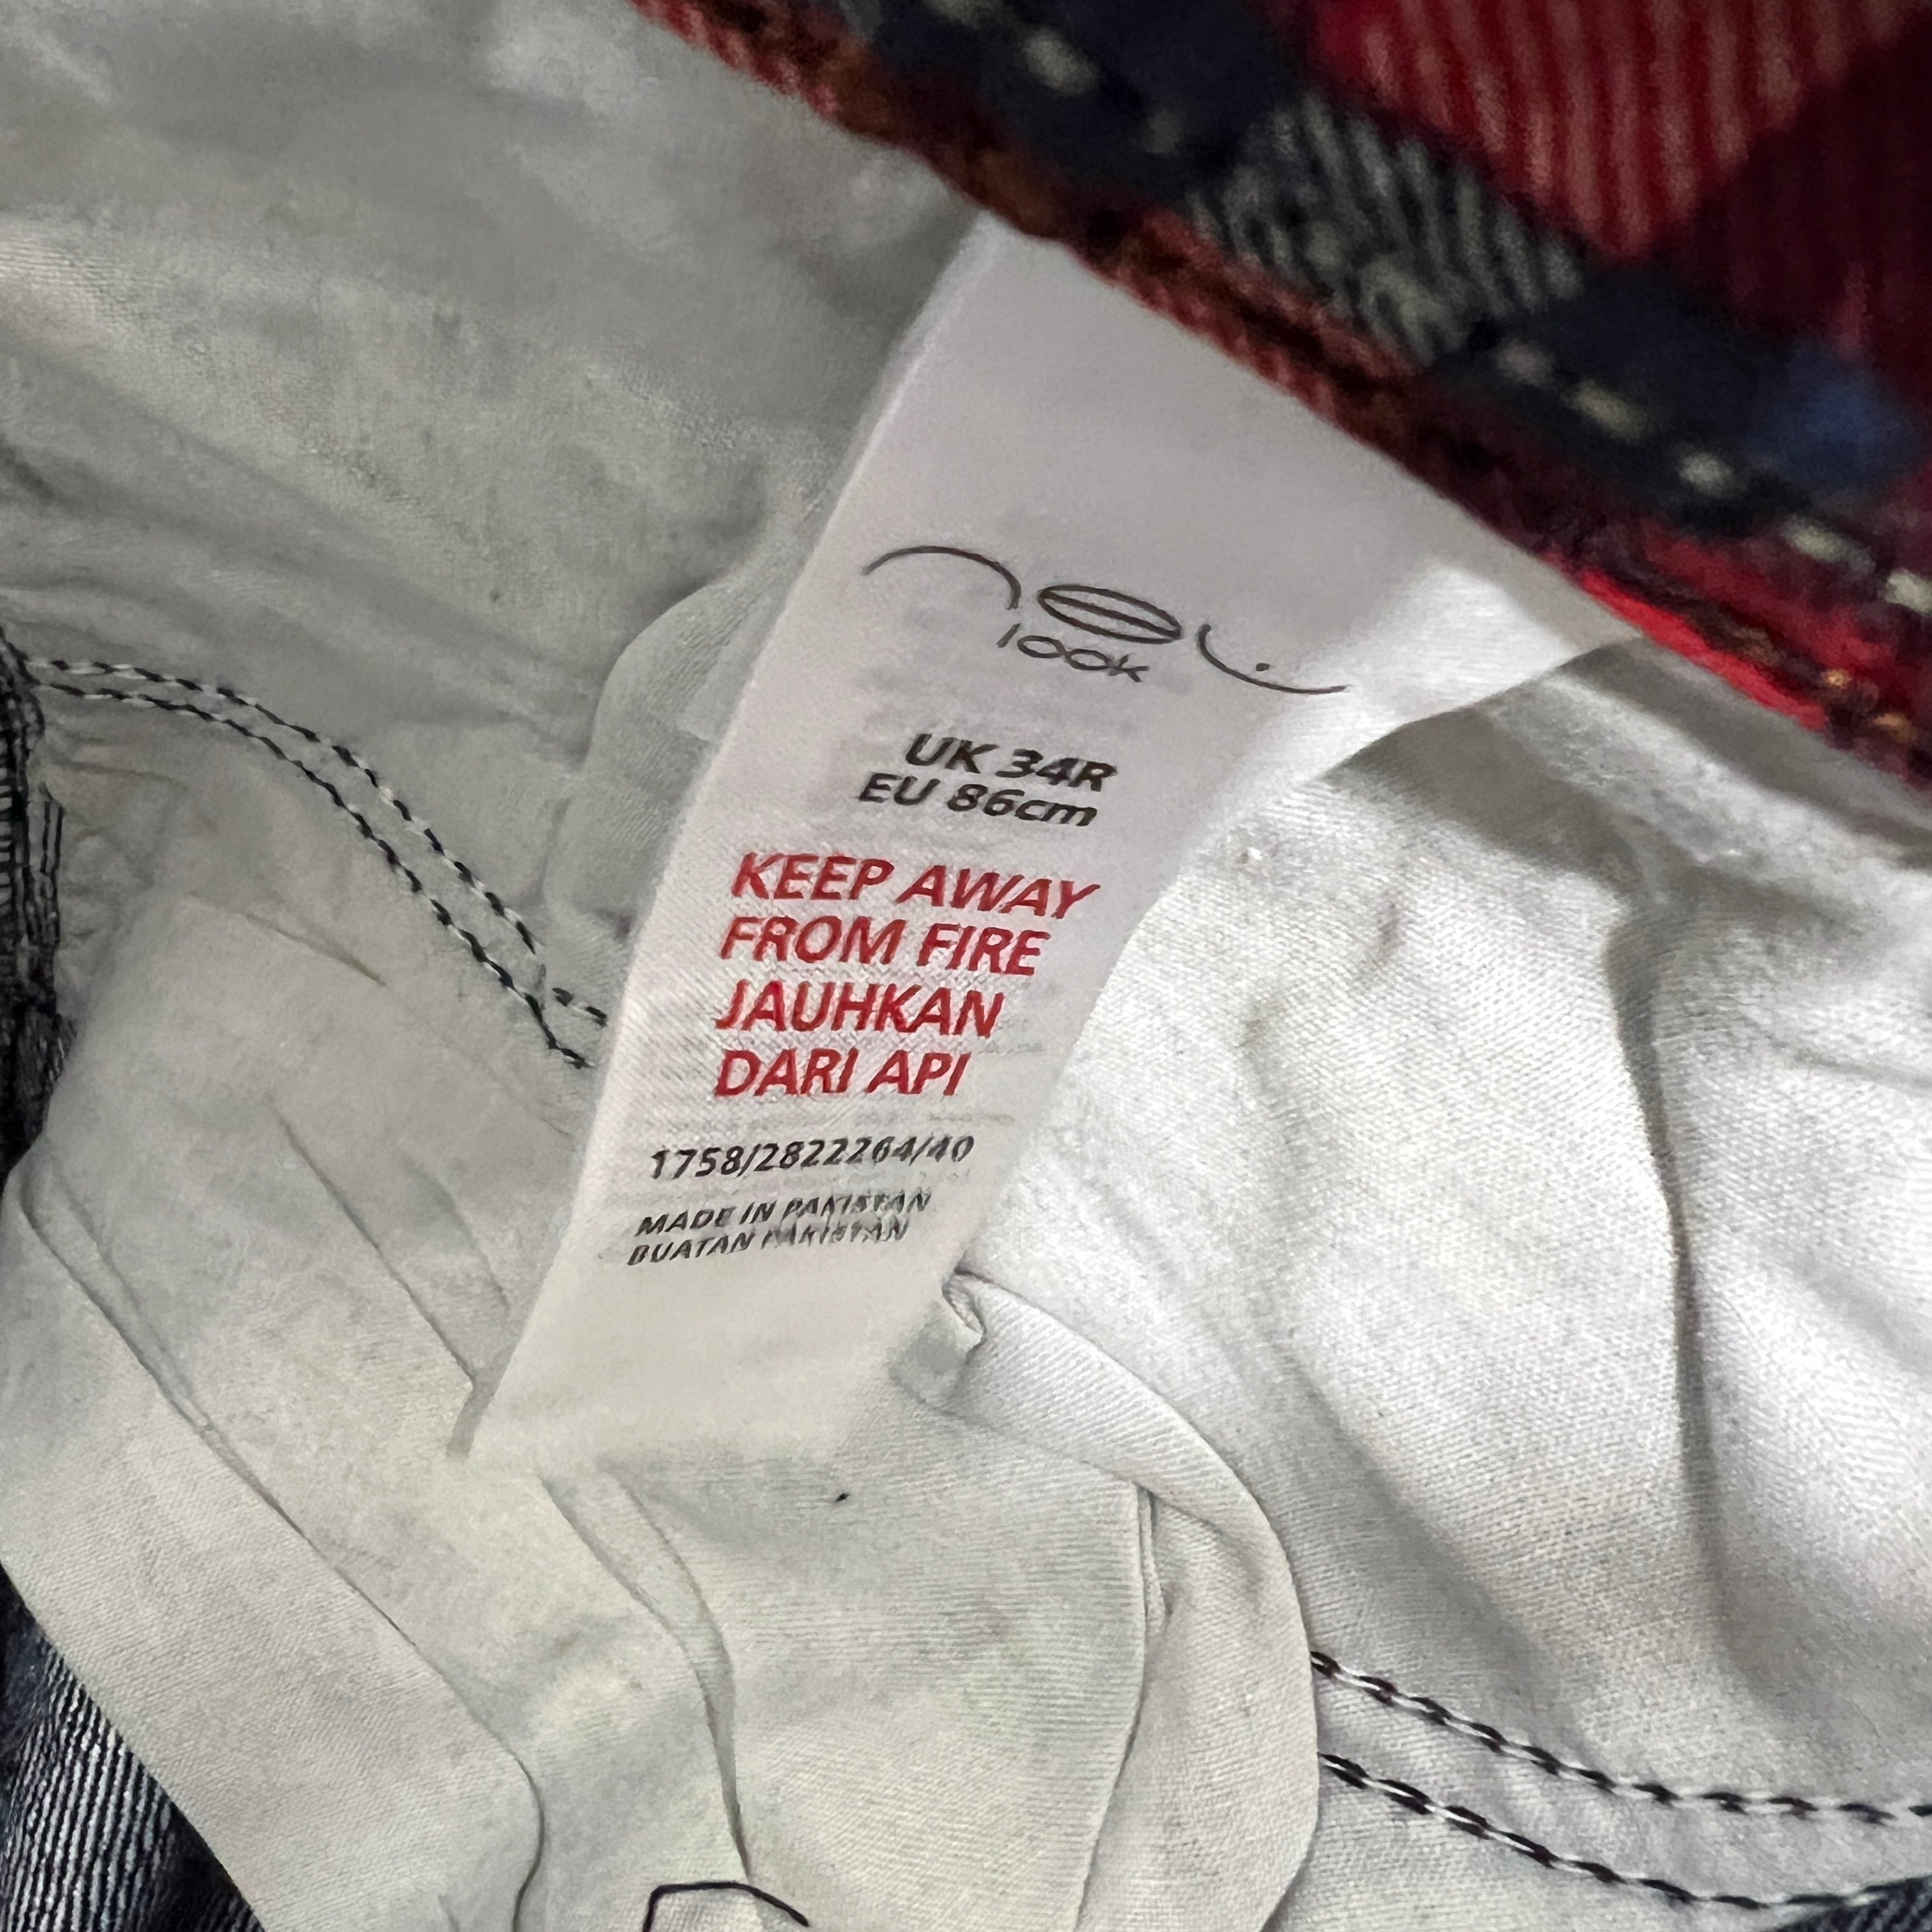 new
look
UK 34R
EU 86cm
KEEP AWAY
FROM FIRE
JAUHKAN
DARI API
1758/2822264/40
MADE IN PAKISTAN
BUATAN PAKISTAN